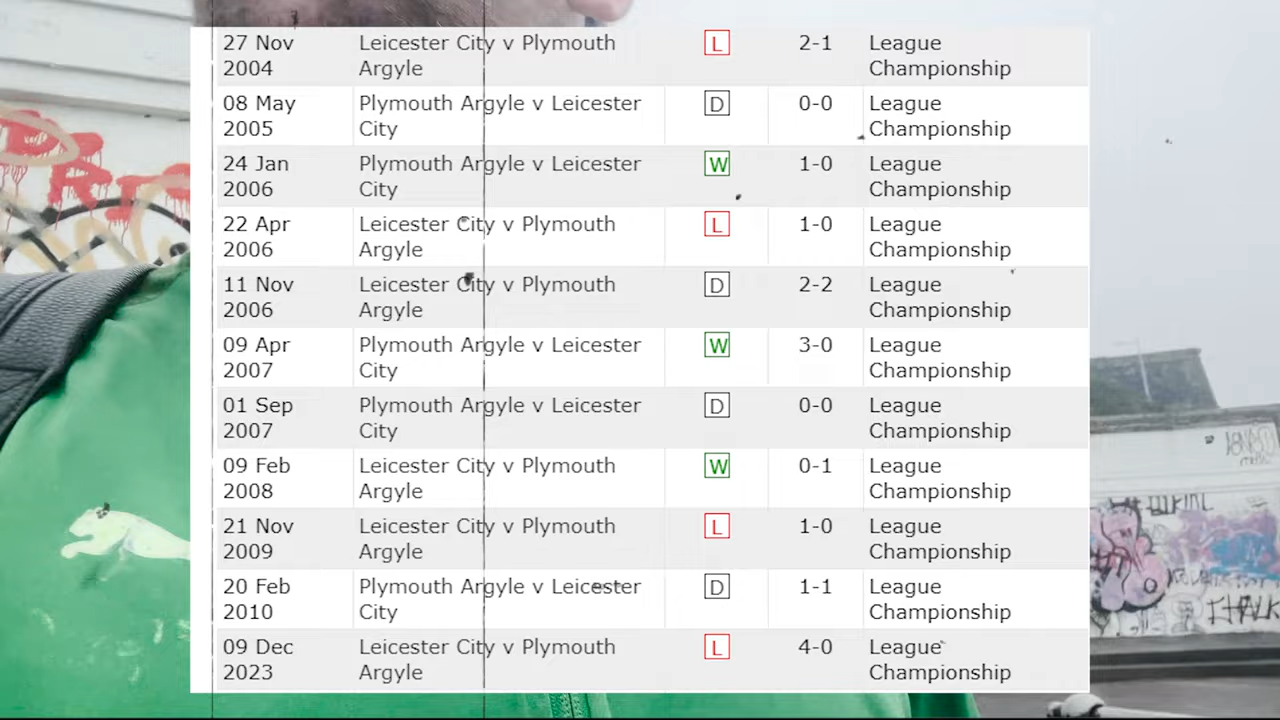 27 Nov 2004 Leicester City v Plymouth Argyle L 2-1 League Championship
08 May 2005 Plymouth Argyle v Leicester City D 0-0 League Championship
24 Jan 2006 Plymouth Argyle v Leicester City W 1-0 League Championship
22 Apr 2006 Leicester City v Plymouth Argyle L 1-0 League Championship
11 Nov 2006 Leicester City v Plymouth Argyle D 2-2 League Championship
09 Apr 2007 Plymouth Argyle v Leicester City W 3-0 League Championship
01 Sep 2007 Plymouth Argyle v Leicester City D 0-0 League Championship
09 Feb 2008 Leicester City v Plymouth Argyle W 0-1 League Championship
21 Nov 2009 Leicester City v Plymouth Argyle L 1-0 League Championship
20 Feb 2010 Plymouth Argyle v Leicester City D 1-1 League Championship
09 Dec 2023 Leicester City v Plymouth Argyle L 4-0 League Championship